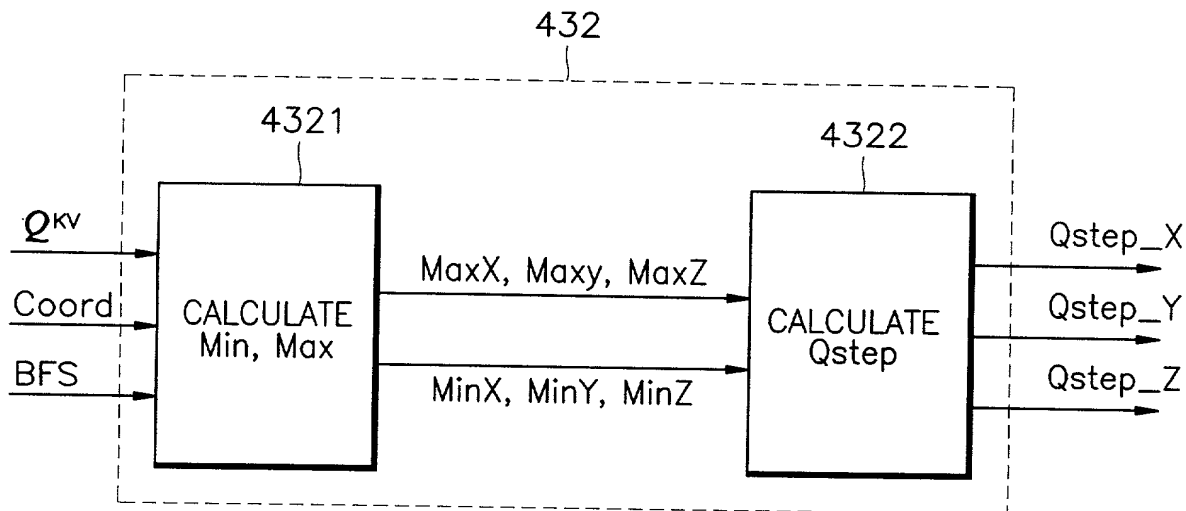 432
4321
4322
QKV
Coord
BFS
CALCULATE
Min, Max
MaxX, Maxy, MaxZ
MinX, MinY, MinZ
CALCULATE
Qstep
Qstep_X
Qstep_Y
Qstep_Z